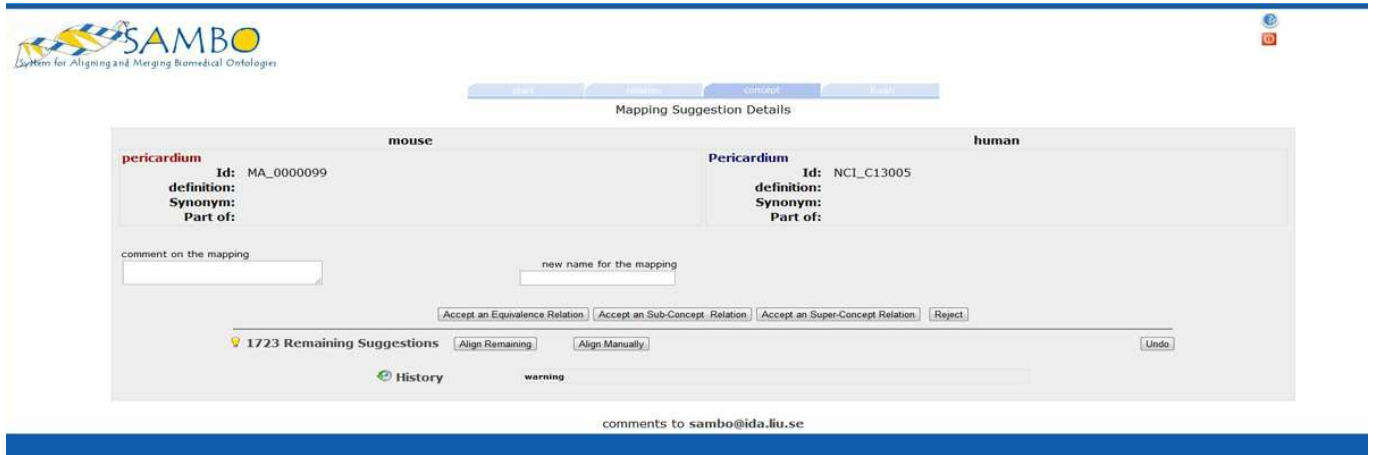 SAMBO
System for Aligning and Merging Biomedical Ontologies
start relation concept finish
Mapping Suggestion Details
mouse human
pericardium Pericardium
Id: MA_0000099 Id: NCI_C13005
definition: definition:
Synonym: Synonym:
Part of: Part of:
comment on the mapping
new name for the mapping
Accept an Equivalence Relation Accept an Sub-Concept Relation Accept an Super-Concept Relation Reject
1723 Remaining Suggestions Align Remaining Align Manually Undo
History warning
comments to sambo@ida.liu.se